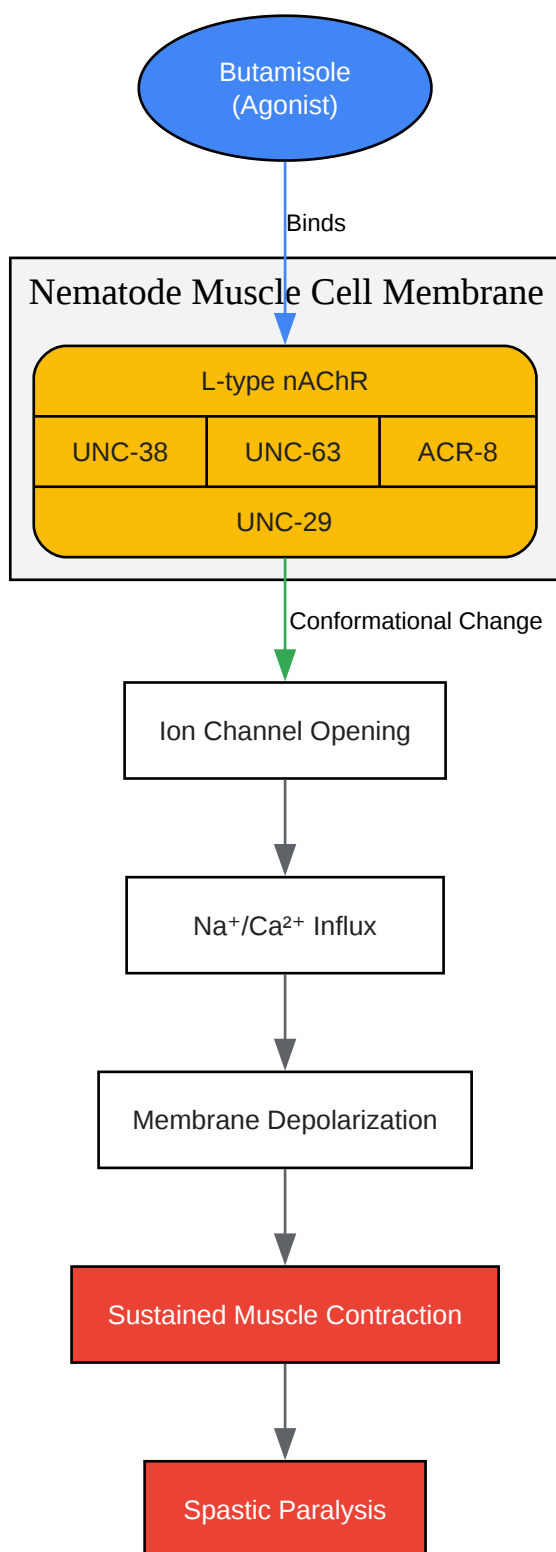 Butamisole
(Agonist)
Binds
Nematode Muscle Cell Membrane
L-type nAChR
UNC-38
UNC-63
ACR-8
UNC-29
Conformational Change
Ion Channel Opening
Na⁺/Ca²⁺ Influx
Membrane Depolarization
Sustained Muscle Contraction
Spastic Paralysis